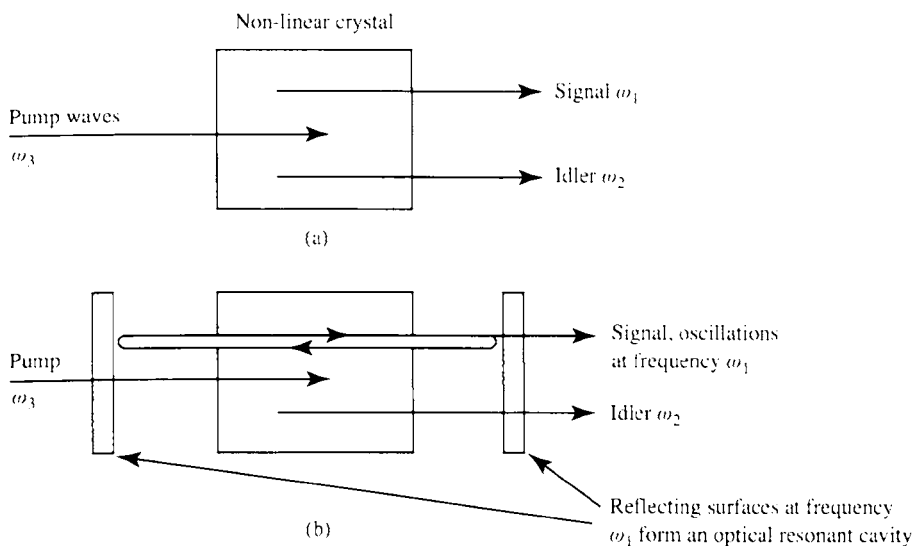 Non-linear crystal
Pump waves
ω3
Signal ω1
Idler ω2
(a)
Pump
ω3
Signal, oscillations
at frequency ω1
Idler ω2
Reflecting surfaces at frequency
ω1 form an optical resonant cavity
(b)